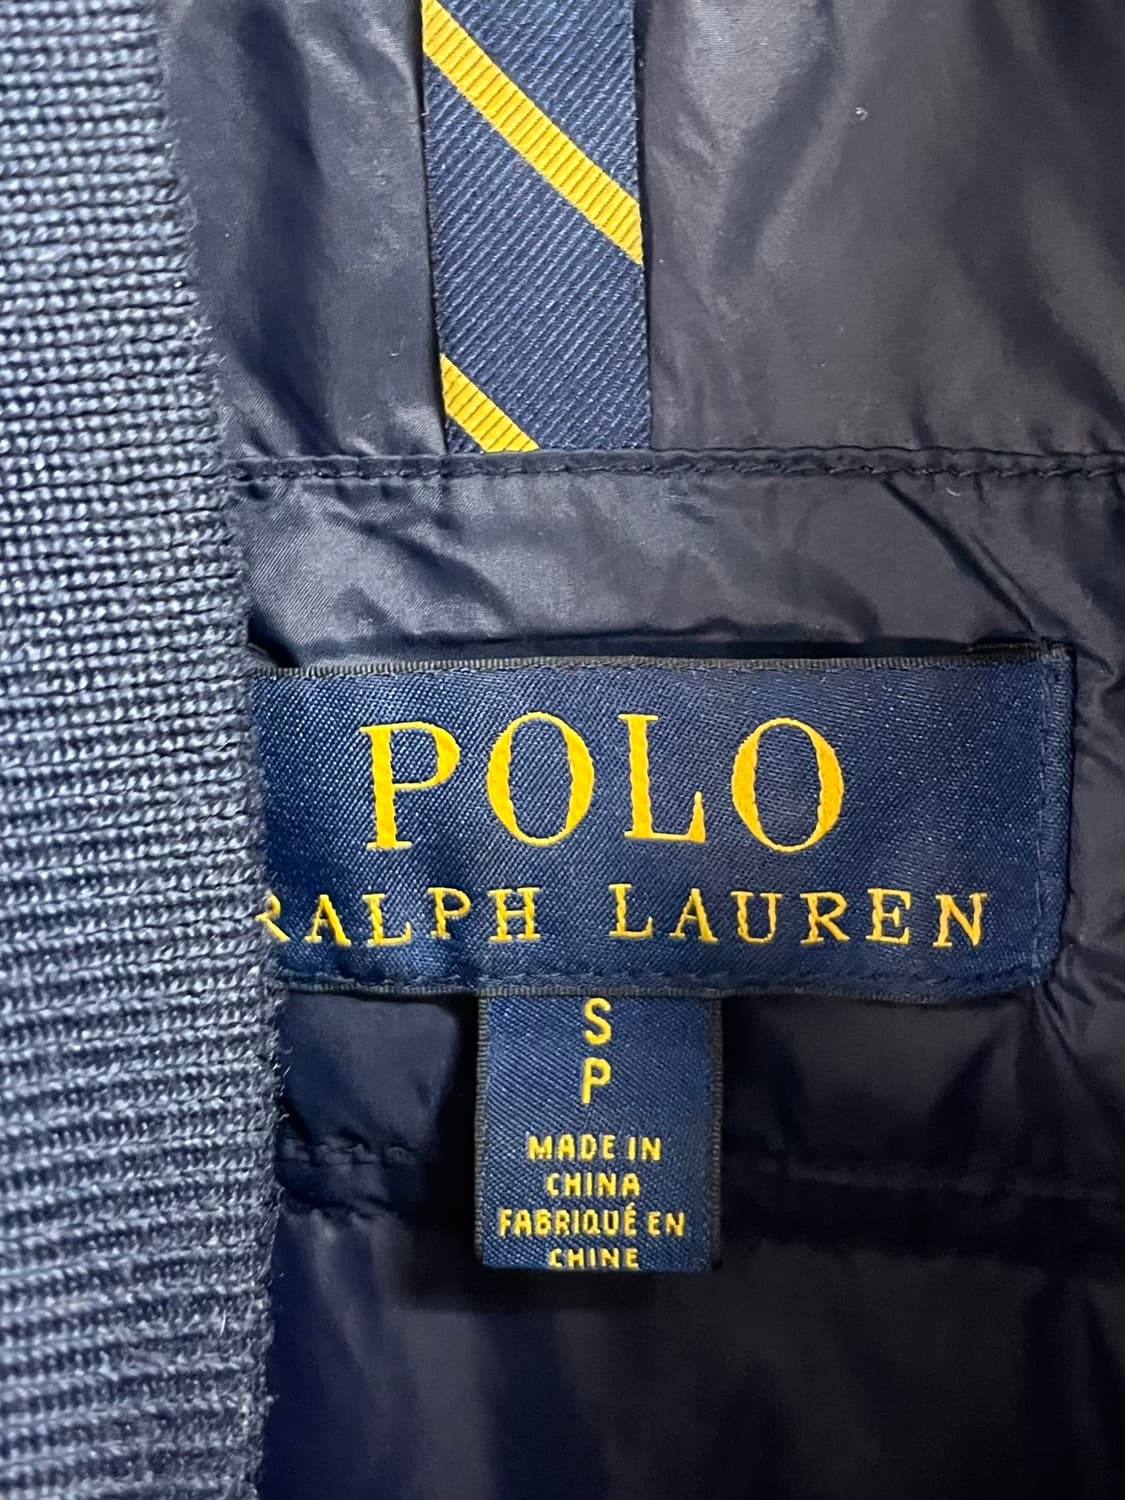 POLO
RALPH LAUREN
S
P
MADE IN
CHINA
FABRIQUÉ EN
CHINE